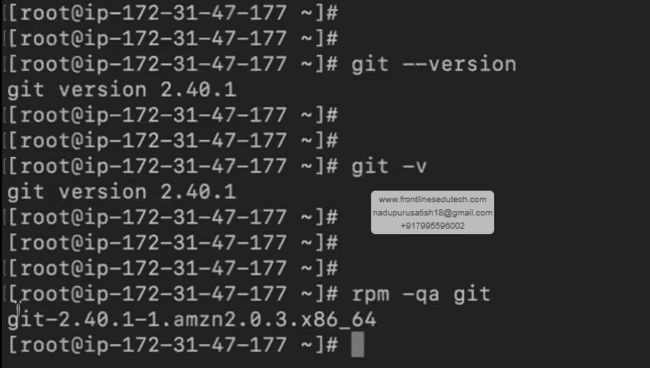 [root@ip-172-31-47-177 ~]#
[root@ip-172-31-47-177 ~]#
[root@ip-172-31-47-177 ~]# git --version
git version 2.40.1
[root@ip-172-31-47-177 ~]#
[root@ip-172-31-47-177 ~]#
[root@ip-172-31-47-177 ~]# git -v
git version 2.40.1
[root@ip-172-31-47-177 ~]#
[root@ip-172-31-47-177 ~]#
[root@ip-172-31-47-177 ~]#
[root@ip-172-31-47-177 ~]# rpm -qa git
git-2.40.1-1.amzn2.0.3.x86_64
[root@ip-172-31-47-177 ~]#
www.frontlinesedutech.com
nadupurusatish18@gmail.com
+917995596002